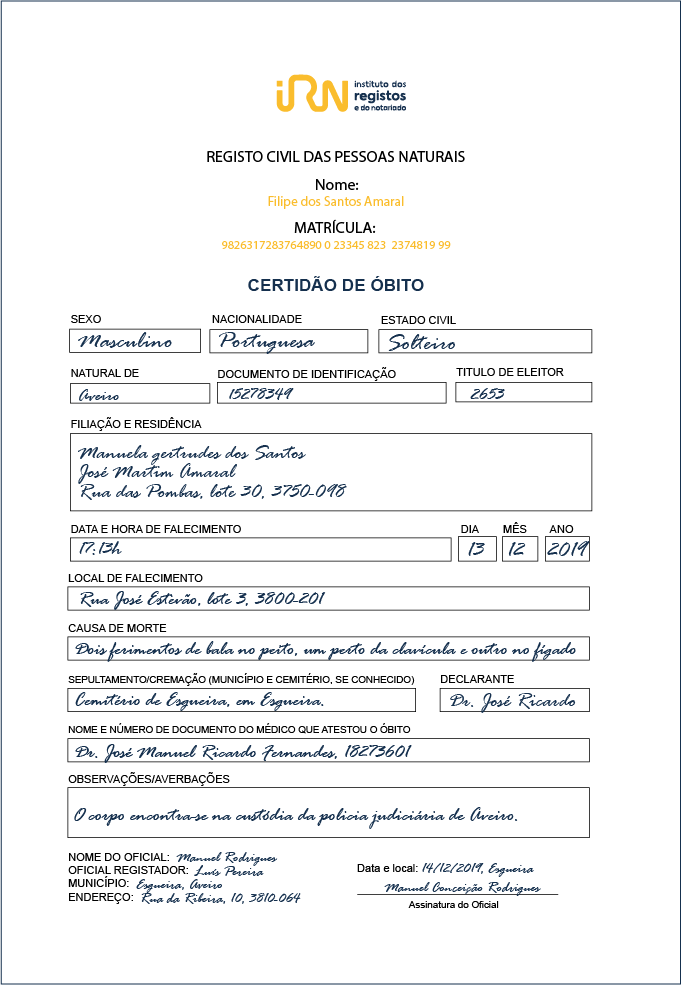 iRN instituto dos
registos
e do notariado
REGISTO CIVIL DAS PESSOAS NATURAIS
Nome:
Filipe dos Santos Amaral
MATRÍCULA:
9826317283764890 0 23345 823 2374819 99
CERTIDÃO DE ÓBITO
SEXO NACIONALIDADE ESTADO CIVIL
Masculino Portuguesa Solteiro
NATURAL DE DOCUMENTO DE IDENTIFICAÇÃO TITULO DE ELEITOR
Aveiro 15278349 2653
FILIAÇÃO E RESIDÊNCIA
Manuela gertrudes dos Santos
José Martim Amaral
Rua das Pombas, lote 30, 3750-098
DATA E HORA DE FALECIMENTO DIA MÊS ANO
17:13h 13 12 2019
LOCAL DE FALECIMENTO
Rua José Estêvão, lote 3, 3800-201
CAUSA DE MORTE
Dois ferimentos de bala no peito, um perto da clavícula e outro no fígado
SEPULTAMENTO/CREMAÇÃO (MUNICÍPIO E CEMITÉRIO, SE CONHECIDO) DECLARANTE
Cemitério de Esgueira, em Esgueira. Dr. José Ricardo
NOME E NÚMERO DE DOCUMENTO DO MÉDICO QUE ATESTOU O ÓBITO
Dr. José Manuel Ricardo Fernandes, 18273601
OBSERVAÇÕES/AVERBAÇÕES
O corpo encontra-se na custódia da policia judiciária de Aveiro.
NOME DO OFICIAL: Manuel Rodrigues
OFICIAL REGISTADOR: Luís Pereira
MUNICÍPIO: Esgueira, Aveiro
ENDEREÇO: Rua da Ribeira, 10, 3810-064
Data e local: 14/12/2019, Esgueira
Manuel Conceição Rodrigues
Assinatura do Oficial